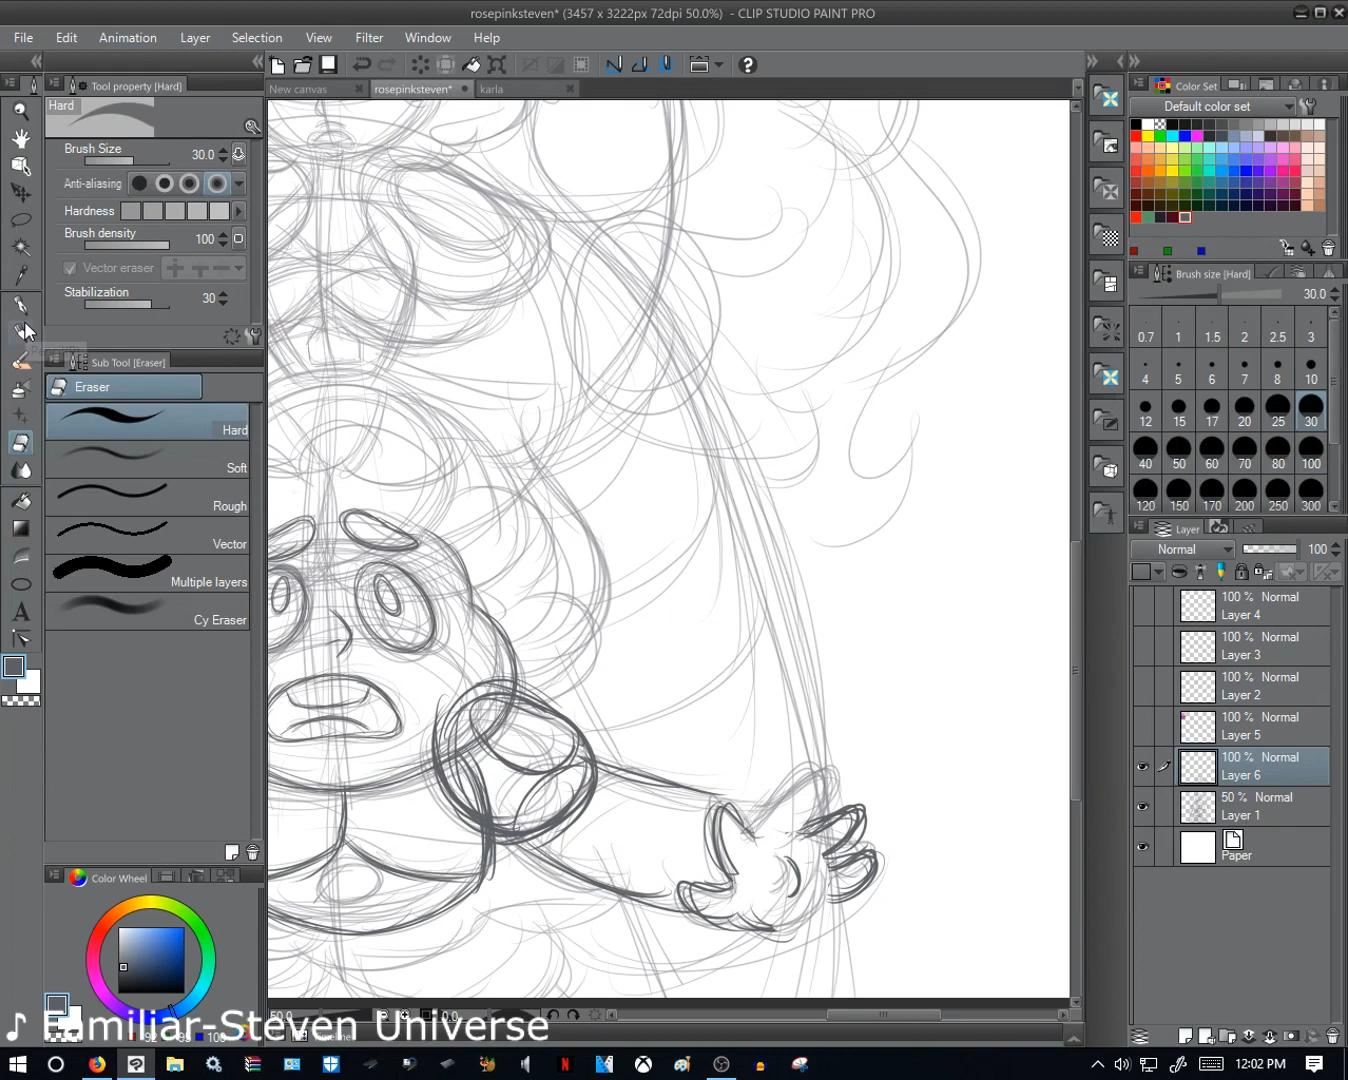 rosepinksteven* (3457 x 3222px 72dpi 50.0%) - CLIP STUDIO PAINT PRO
File Edit Animation Layer Selection View Filter Window Help
Tool property [Hard]
New canvas rosepinksteven* karla
Hard
Brush Size 30.0
Anti-aliasing
Hardness
Brush density 100
Vector eraser
Stabilization 30
Sub Tool [Eraser]
Eraser
Hard
Soft
Rough
Vector
Multiple layers
Cy Eraser
Color Wheel
Color Set
Default color set
Brush size [Hard]
30.0
0.7 1 1.5 2 2.5 3
4 5 6 7 8 10
12 15 17 20 25 30
40 50 60 70 80 100
120 150 170 200 250 300
Layer
Normal 100
100 % Normal
Layer 4
100 % Normal
Layer 3
100 % Normal
Layer 2
100 % Normal
Layer 5
100 % Normal
Layer 6
50 % Normal
Layer 1
Paper
50.0 0.0
♪ Familiar-Steven Universe
12:02 PM